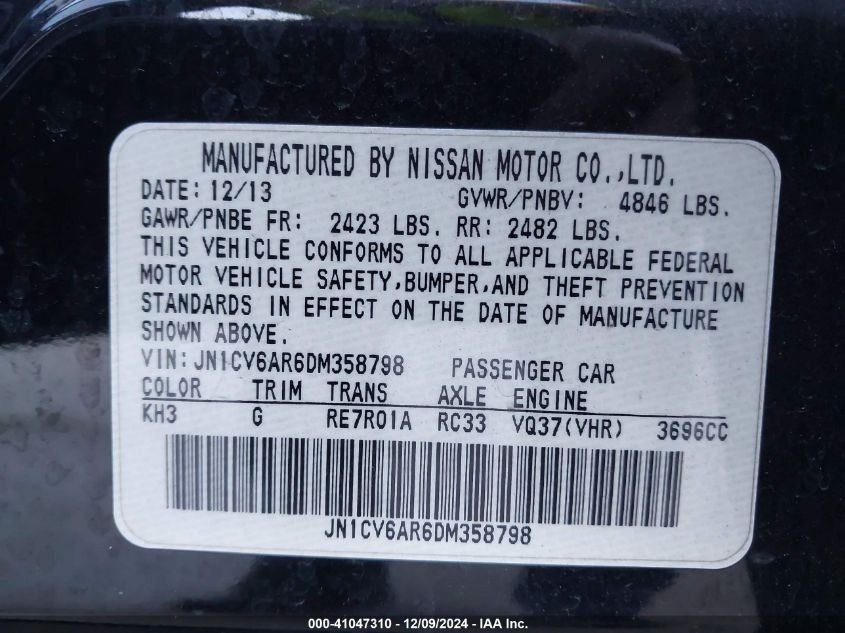 MANUFACTURED BY NISSAN MOTOR CO.,LTD.
DATE: 12/13 GVWR/PNBV: 4846 LBS.
GAWR/PNBE FR: 2423 LBS. RR: 2482 LBS.
THIS VEHICLE CONFORMS TO ALL APPLICABLE FEDERAL
MOTOR VEHICLE SAFETY,BUMPER,AND THEFT PREVENTION
STANDARDS IN EFFECT ON THE DATE OF MANUFACTURE
SHOWN ABOVE.
VIN: JN1CV6AR6DM358798 PASSENGER CAR
COLOR TRIM TRANS AXLE ENGINE
KH3 G RE7R01A RC33 VQ37(VHR) 3696CC
JN1CV6AR6DM358798
000-41047310 - 12/09/2024 - IAA Inc.